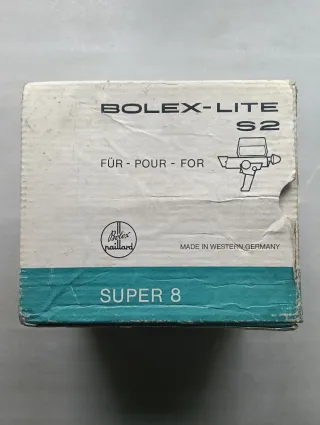 BOLEX-LITE
S2
FÜR - POUR - FOR
Bolex
paillard
MADE IN WESTERN GERMANY
SUPER 8